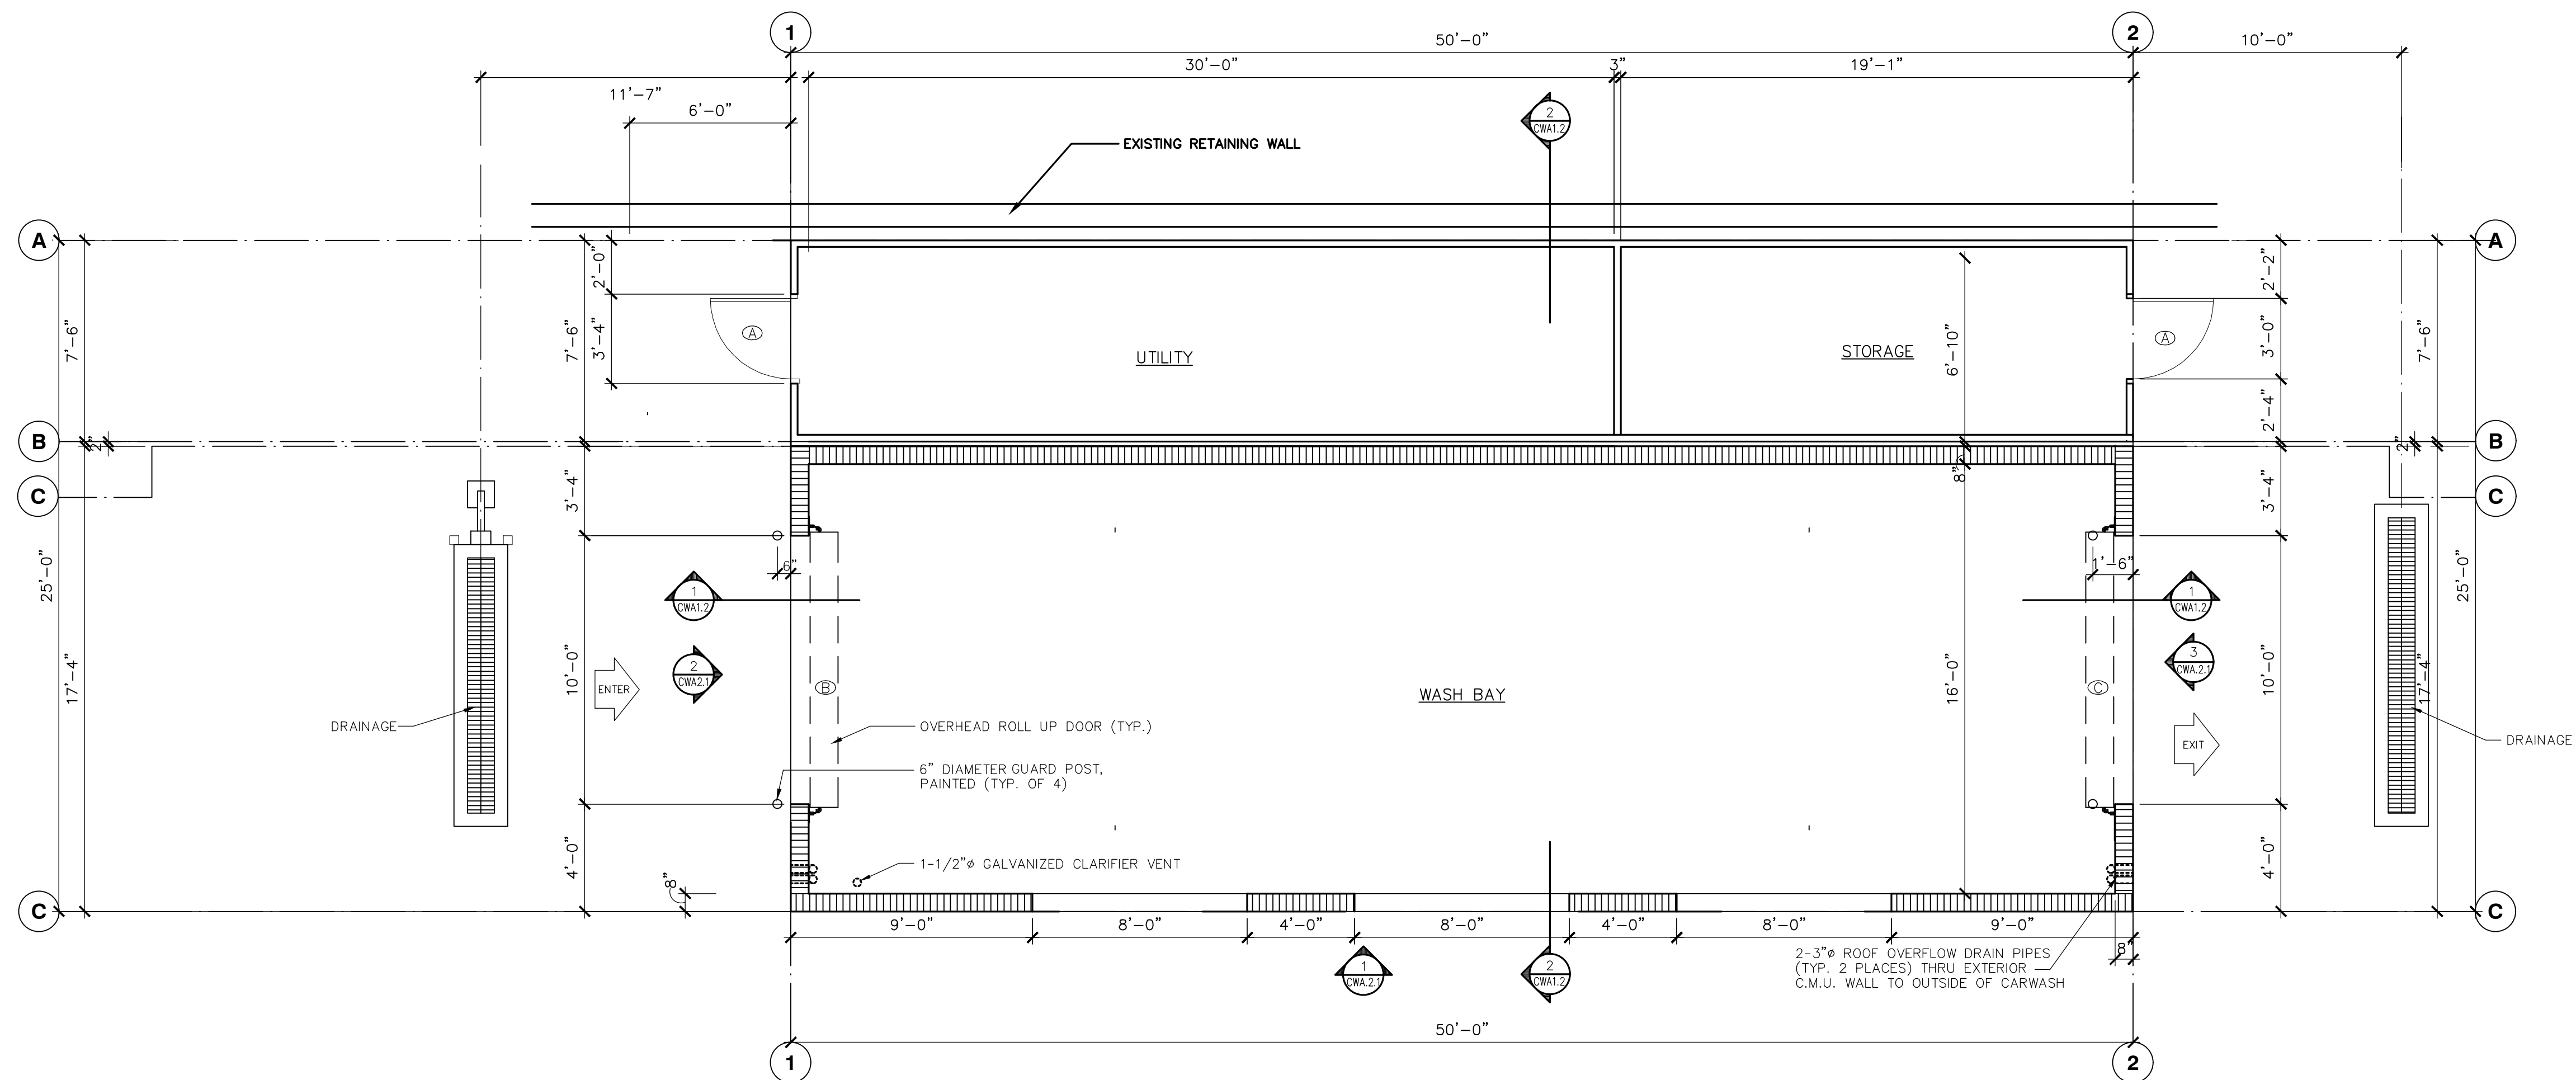 1
2
50'-0"
10'-0"
30'-0"
3"
19'-1"
11'-7"
6'-0"
2
CWA1.2
EXISTING RETAINING WALL
A
A
2'-0"
2'-2"
7'-6"
7'-6"
3'-4"
A
UTILITY
STORAGE
6'-10"
A
3'-0"
7'-6"
2'-4"
B
2"
2"
B
C
C
8"
3'-4"
3'-4"
6"
1'-6"
25'-0"
25'-0"
1
CWA1.2
1
CWA1.2
17'-4"
10'-0"
ENTER
2
CWA2.1
B
WASH BAY
16'-0"
C
3
CWA.2.1
10'-0"
17'-4"
DRAINAGE
OVERHEAD ROLL UP DOOR (TYP.)
EXIT
DRAINAGE
6" DIAMETER GUARD POST,
PAINTED (TYP. OF 4)
4'-0"
8"
1-1/2"ø GALVANIZED CLARIFIER VENT
4'-0"
C
C
9'-0"
8'-0"
4'-0"
8'-0"
4'-0"
8'-0"
9'-0"
8"
1
CWA.2.1
2
CWA1.2
2-3"ø ROOF OVERFLOW DRAIN PIPES
(TYP. 2 PLACES) THRU EXTERIOR
C.M.U. WALL TO OUTSIDE OF CARWASH
50'-0"
1
2